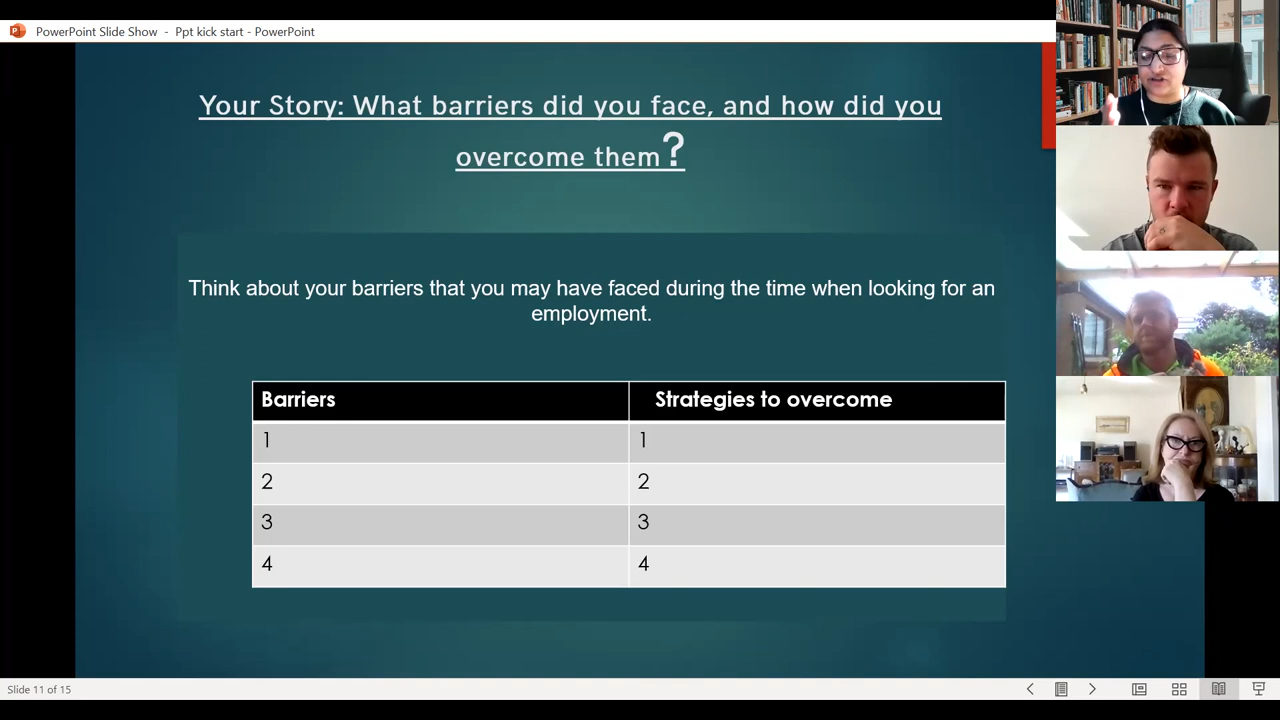 PowerPoint Slide Show - Ppt kick start - PowerPoint
Your Story: What barriers did you face, and how did you
overcome them?
Think about your barriers that you may have faced during the time when looking for an
employment.
Barriers Strategies to overcome
1 1
2 2
3 3
4 4
Slide 11 of 15